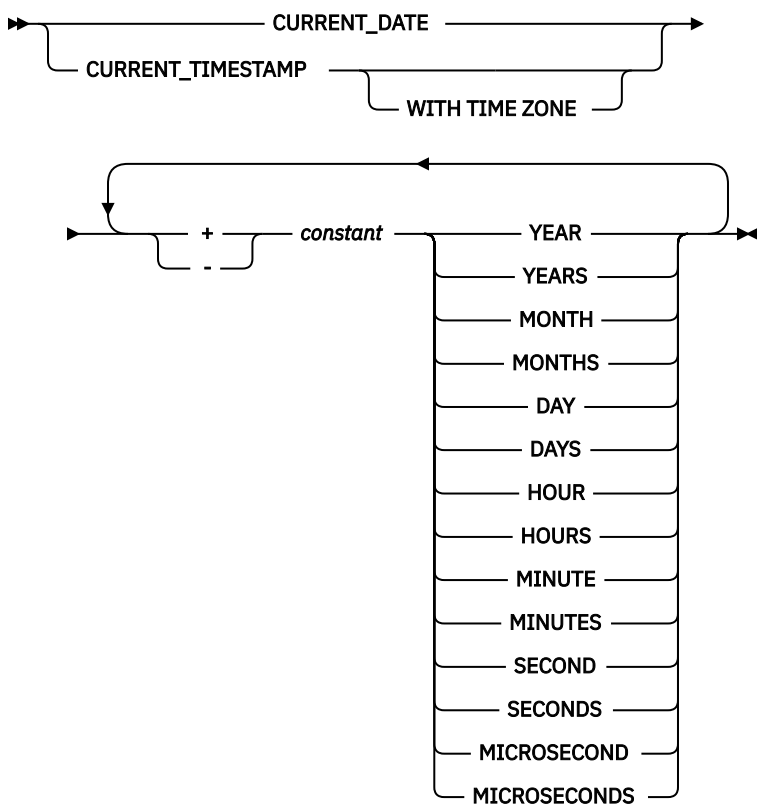 CURRENT_DATE
CURRENT_TIMESTAMP
WITH TIME ZONE
+ constant YEAR
-
YEARS
MONTH
MONTHS
DAY
DAYS
HOUR
HOURS
MINUTE
MINUTES
SECOND
SECONDS
MICROSECOND
MICROSECONDS